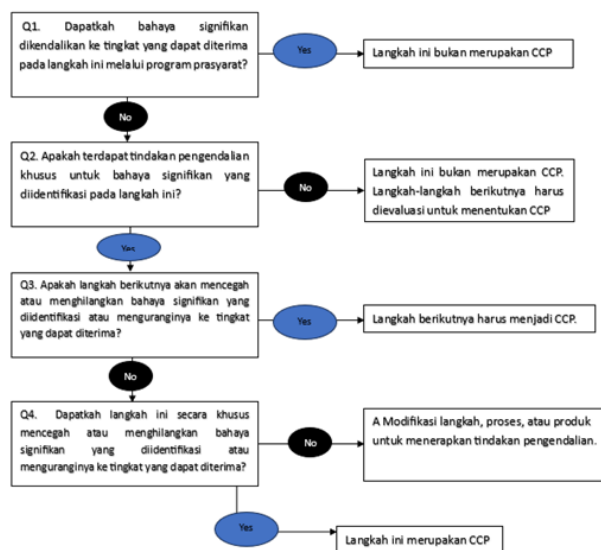 Q1. Dapatkah bahaya signifikan
dikendalikan ke tingkat yang dapat diterima
pada langkah ini melalui program prasyarat?
Yes
Langkah ini bukan merupakan CCP
No
Q2. Apakah terdapat tindakan pengendalian
khusus untuk bahaya signifikan yang
diidentifikasi pada langkah ini?
No
Langkah ini bukan merupakan CCP.
Langkah-langkah berikutnya harus
dievaluasi untuk menentukan CCP
Yes
Q3. Apakah langkah berikutnya akan mencegah
atau menghilangkan bahaya signifikan yang
diidentifikasi atau menguranginya ke tingkat
yang dapat diterima?
Yes
Langkah berikutnya harus menjadi CCP.
No
Q4. Dapatkah langkah ini secara khusus
mencegah atau menghilangkan bahaya
signifikan yang diidentifikasi atau
menguranginya ke tingkat yang dapat diterima?
No
A Modifikasi langkah, proses, atau produk
untuk menerapkan tindakan pengendalian.
Yes
Langkah ini merupakan CCP